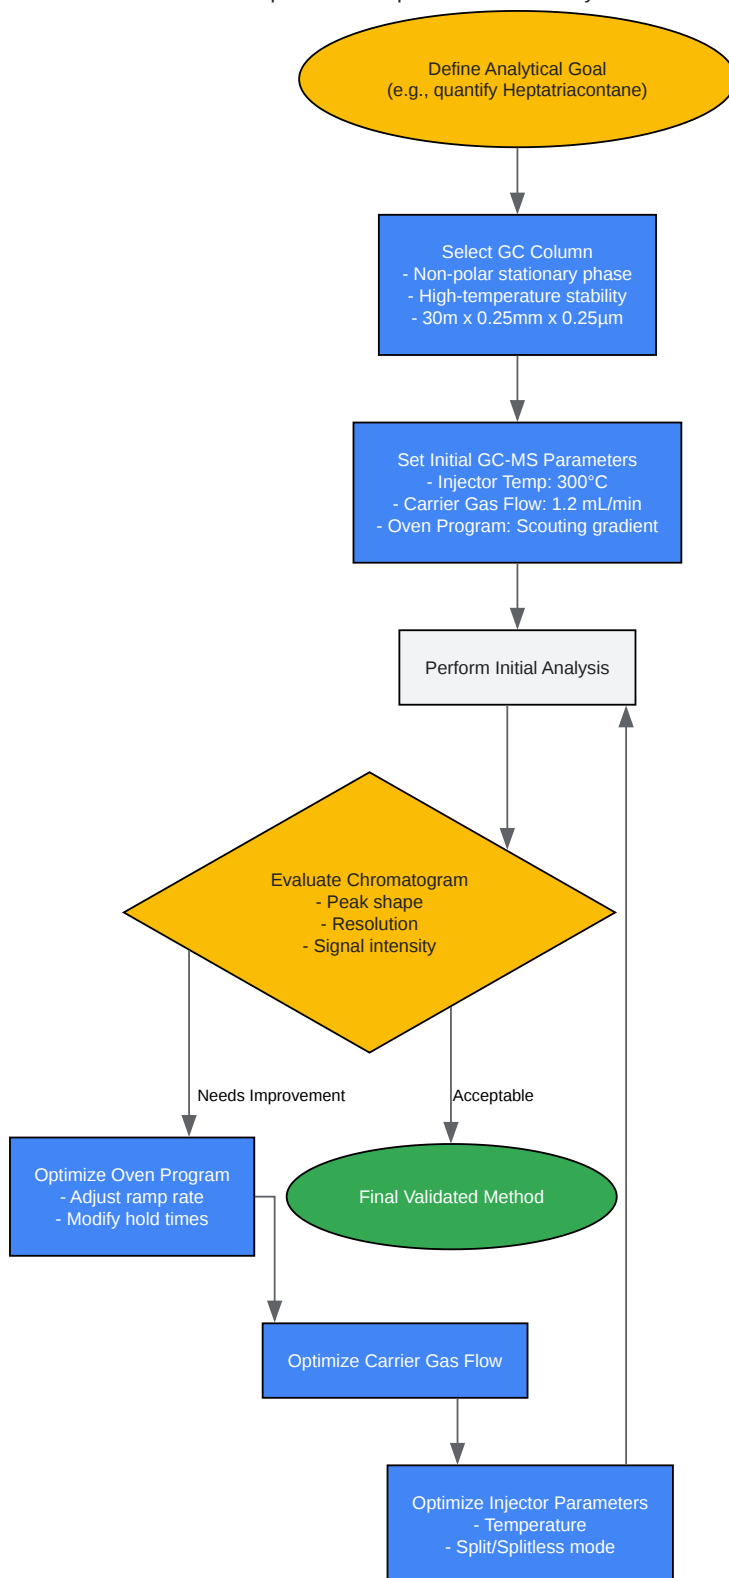 Define Analytical Goal
(e.g., quantify Heptatriacontane)
Select GC Column
- Non-polar stationary phase
- High-temperature stability
- 30m x 0.25mm x 0.25µm
Set Initial GC-MS Parameters
- Injector Temp: 300°C
- Carrier Gas Flow: 1.2 mL/min
- Oven Program: Scouting gradient
Perform Initial Analysis
Evaluate Chromatogram
- Peak shape
- Resolution
- Signal intensity
Needs Improvement
Acceptable
Optimize Oven Program
- Adjust ramp rate
- Modify hold times
Final Validated Method
Optimize Carrier Gas Flow
Optimize Injector Parameters
- Temperature
- Split/Splitless mode